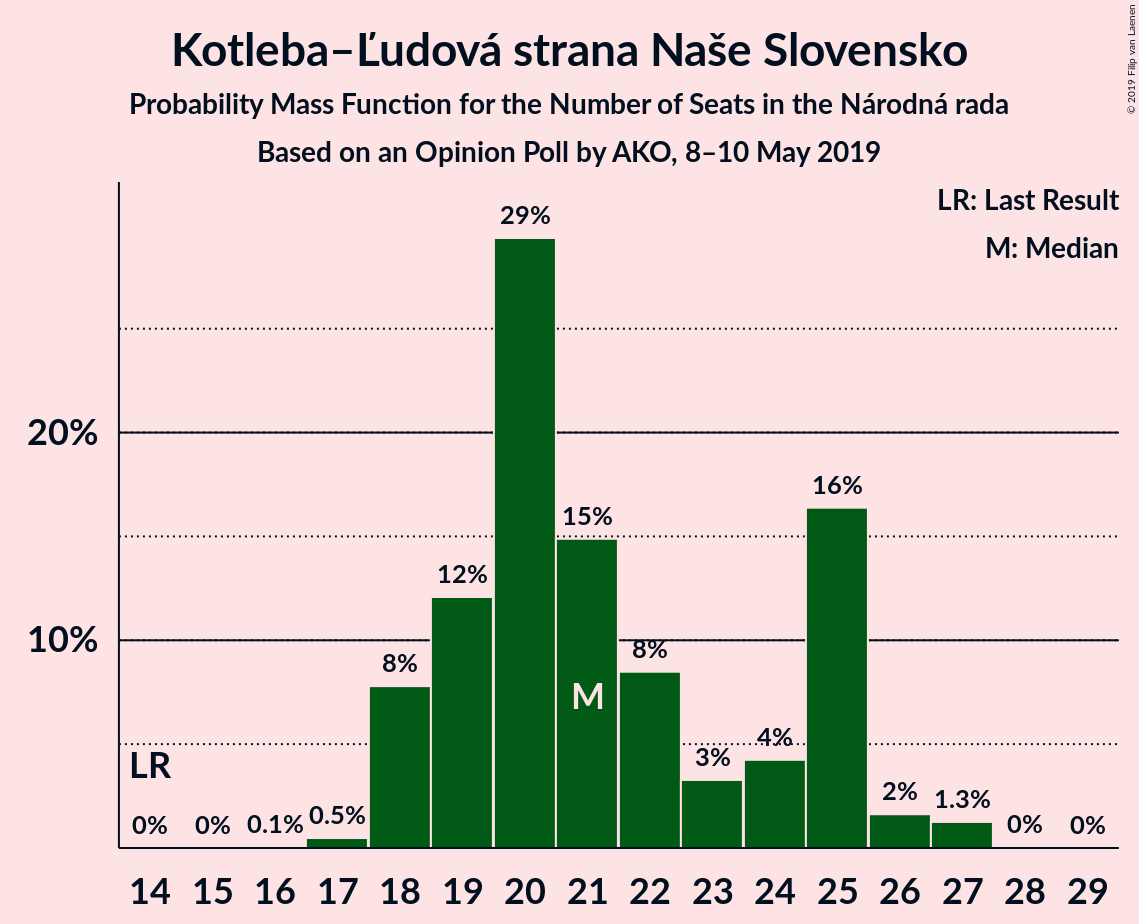 Kotleba–Ľudová strana Naše Slovensko
Probability Mass Function for the Number of Seats in the Národná rada
Based on an Opinion Poll by AKO, 8–10 May 2019
© 2019 Filip van Laenen
LR: Last Result
M: Median
29%
20%
16%
15%
12%
10%
8%
8%
M
4%
3%
LR
2%
1.3%
0.5%
0%
0%
0.1%
0%
0%
14 15 16 17 18 19 20 21 22 23 24 25 26 27 28 29